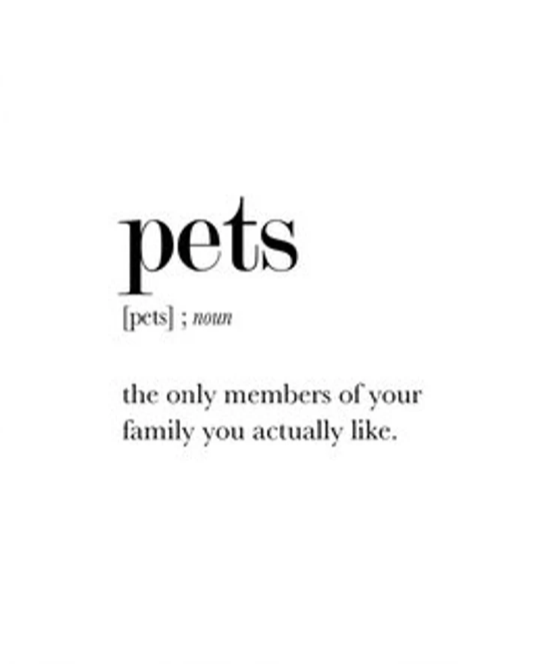 pets
[pets] ; noun
the only members of your
family you actually like.